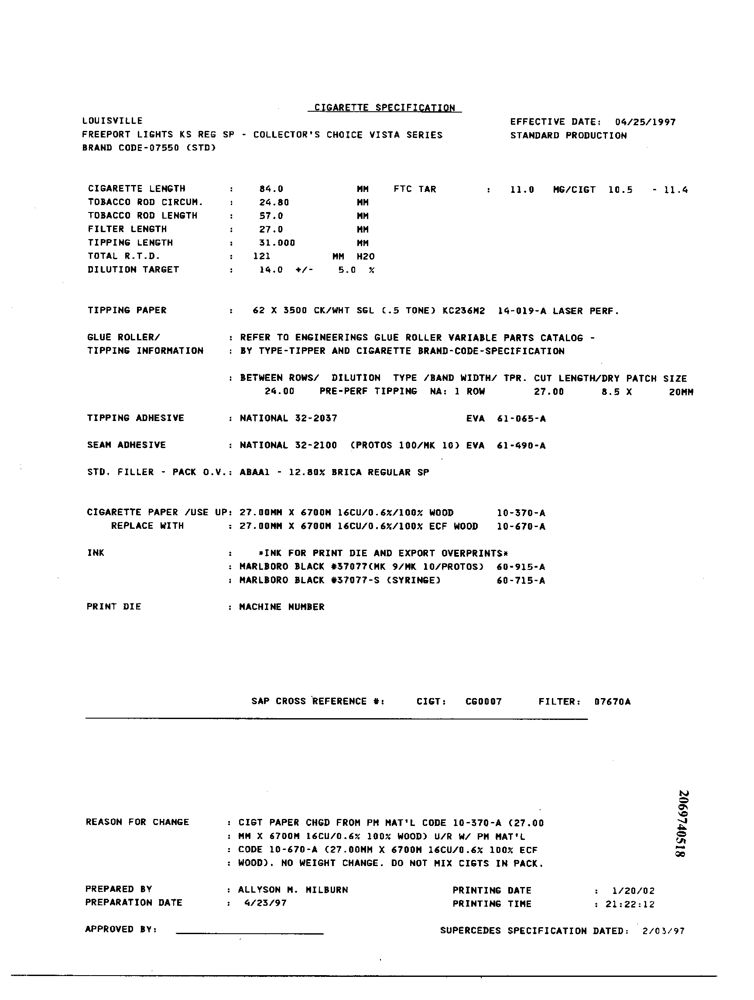 CIGARETTE SPECIFICATION
LOUISVILLE EFFECTIVE DATE: 04/25/1997
FREEPORT LIGHTS KS REG SP - COLLECTOR'S CHOICE VISTA SERIES STANDARD PRODUCTION
BRAND CODE-07550 (STD)
CIGARETTE LENGTH : 84.0 MM FTC TAR : 11.0 MG/CIGT 10.5 - 11.4
TOBACCO ROD CIRCUM. : 24.80 MM
TOBACCO ROD LENGTH : 57.0 MM
FILTER LENGTH : 27.0 MM
TIPPING LENGTH : 31.000 MM
TOTAL R.T.D. : 121 MM H2O
DILUTION TARGET : 14.0 +/- 5.0 %
TIPPING PAPER : 62 X 3500 CK/WHT SGL (.5 TONE) KC236M2 14-019-A LASER PERF.
GLUE ROLLER/ : REFER TO ENGINEERINGS GLUE ROLLER VARIABLE PARTS CATALOG -
TIPPING INFORMATION : BY TYPE-TIPPER AND CIGARETTE BRAND-CODE-SPECIFICATION
: BETWEEN ROWS/ DILUTION TYPE /BAND WIDTH/ TPR. CUT LENGTH/DRY PATCH SIZE
24.00 PRE-PERF TIPPING NA: 1 ROW 27.00 8.5 X 20MM
TIPPING ADHESIVE : NATIONAL 32-2037 EVA 61-065-A
SEAM ADHESIVE : NATIONAL 32-2100 (PROTOS 100/MK 10) EVA 61-490-A
STD. FILLER - PACK O.V.: ABAA1 - 12.80% BRICA REGULAR SP
CIGARETTE PAPER /USE UP: 27.00MM X 6700M 16CU/0.6%/100% WOOD 10-370-A
REPLACE WITH : 27.00MM X 6700M 16CU/0.6%/100% ECF WOOD 10-670-A
INK : *INK FOR PRINT DIE AND EXPORT OVERPRINTS*
: MARLBORO BLACK #37077(MK 9/MK 10/PROTOS) 60-915-A
: MARLBORO BLACK #37077-S (SYRINGE) 60-715-A
PRINT DIE : MACHINE NUMBER
SAP CROSS REFERENCE #: CIGT: CG0007 FILTER: 07670A
REASON FOR CHANGE : CIGT PAPER CHGD FROM PM MAT'L CODE 10-370-A (27.00
: MM X 6700M 16CU/0.6% 100% WOOD) U/R W/ PM MAT'L
: CODE 10-670-A (27.00MM X 6700M 16CU/0.6% 100% ECF
: WOOD). NO WEIGHT CHANGE. DO NOT MIX CIGTS IN PACK.
2069740518
PREPARED BY : ALLYSON M. MILBURN PRINTING DATE : 1/20/02
PREPARATION DATE : 4/23/97 PRINTING TIME : 21:22:12
APPROVED BY: SUPERCEDES SPECIFICATION DATED: 2/03/97